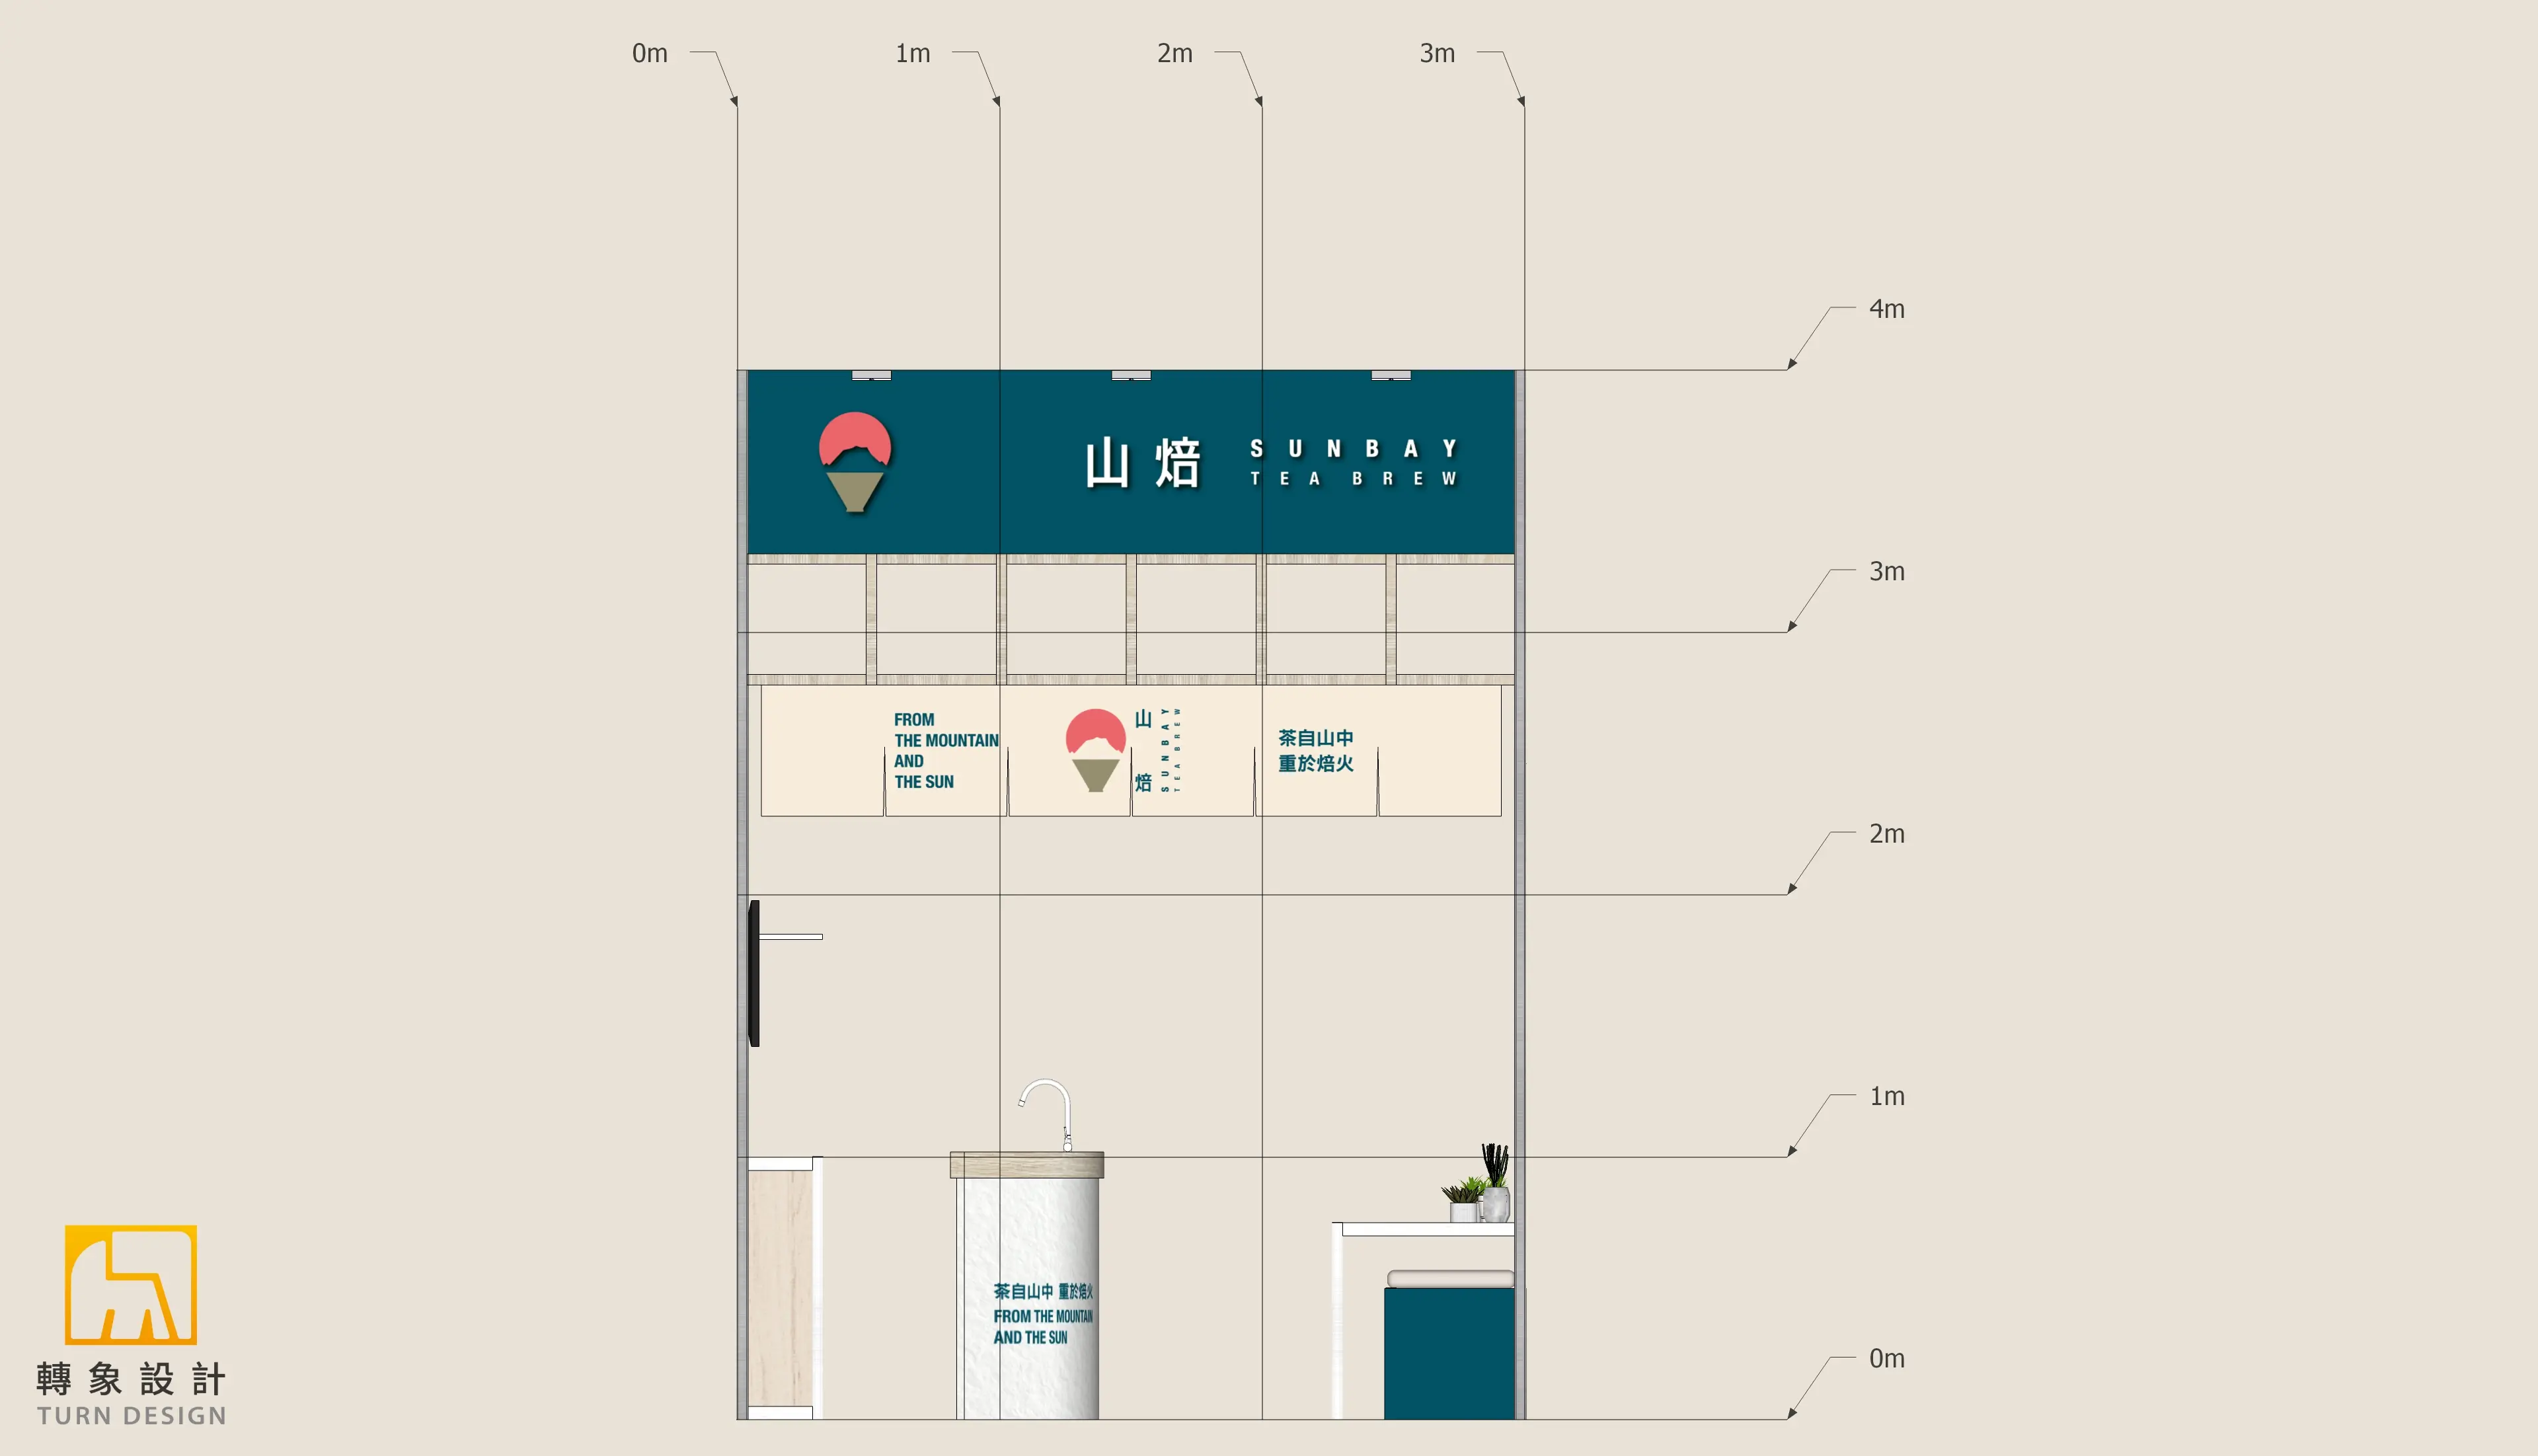 0m
1m
2m
3m
4m
山焙
SUNBAY
TEA BREW
3m
FROM
THE MOUNTAIN
AND
THE SUN
山焙
SUNBAY
TEA BREW
茶自山中
重於焙火
2m
1m
茶自山中 重於焙火
FROM THE MOUNTAIN
AND THE SUN
0m
轉象設計
TURN DESIGN